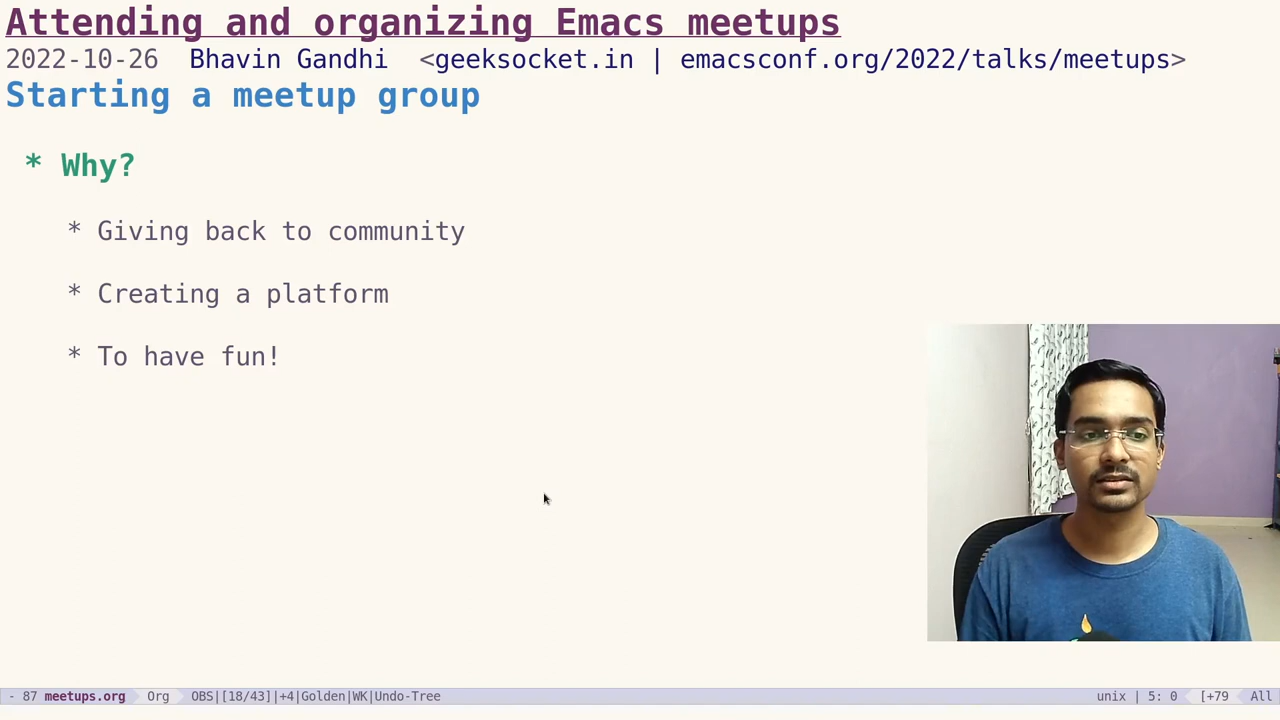 Attending and organizing Emacs meetups
2022-10-26 Bhavin Gandhi <geeksocket.in | emacsconf.org/2022/talks/meetups>
Starting a meetup group
* Why?
* Giving back to community
* Creating a platform
* To have fun!
- 87 meetups.org Org OBS|[18/43]|+4|Golden|WK|Undo-Tree unix | 5: 0 [+79 All